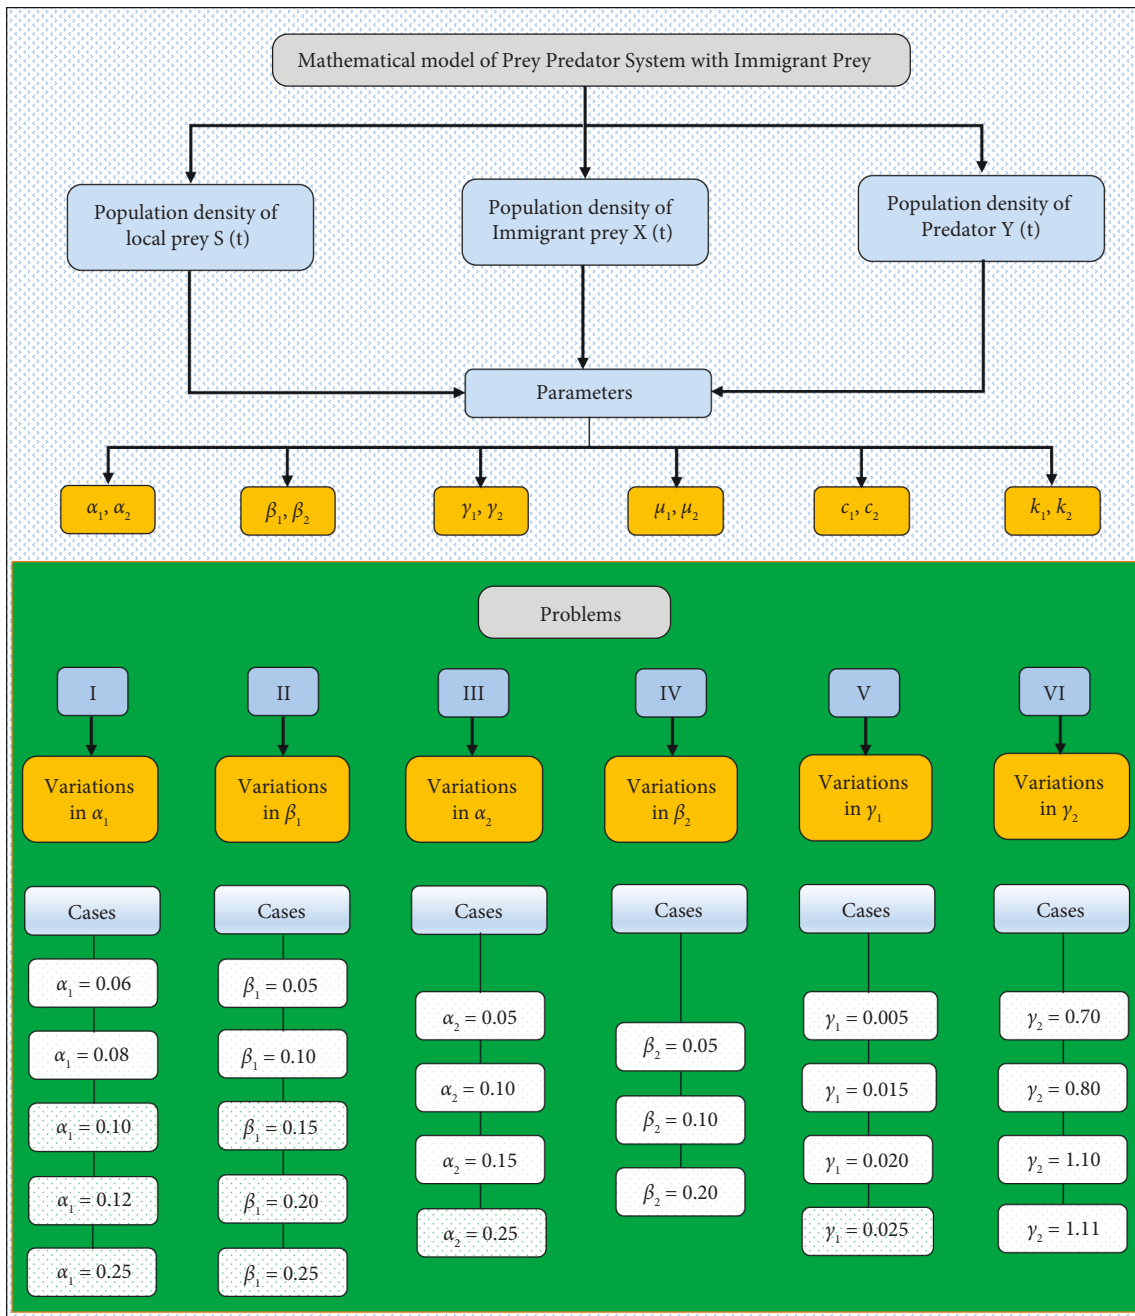 Mathematical model of Prey Predator System with Immigrant Prey
Population density of
local prey S (t)
Population density of
Immigrant prey X (t)
Population density of
Predator Y (t)
Parameters
α₁, α₂
β₁, β₂
γ₁, γ₂
μ₁, μ₂
c₁, c₂
k₁, k₂
Problems
I
II
III
IV
V
VI
Variations
in α₁
Variations
in β₁
Variations
in α₂
Variations
in β₂
Variations
in γ₁
Variations
in γ₂
Cases
α₁ = 0.06
α₁ = 0.08
α₁ = 0.10
α₁ = 0.12
α₁ = 0.25
Cases
β₁ = 0.05
β₁ = 0.10
β₁ = 0.15
β₁ = 0.20
β₁ = 0.25
Cases
α₂ = 0.05
α₂ = 0.10
α₂ = 0.15
α₂ = 0.25
Cases
β₂ = 0.05
β₂ = 0.10
β₂ = 0.20
Cases
γ₁ = 0.005
γ₁ = 0.015
γ₁ = 0.020
γ₁ = 0.025
Cases
γ₂ = 0.70
γ₂ = 0.80
γ₂ = 1.10
γ₂ = 1.11